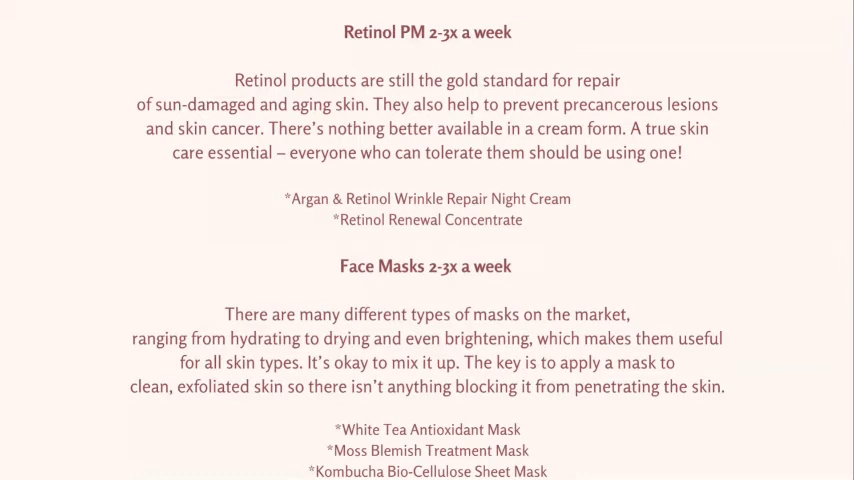 Retinol PM 2-3x a week
Retinol products are still the gold standard for repair
of sun-damaged and aging skin. They also help to prevent precancerous lesions
and skin cancer. There's nothing better available in a cream form. A true skin
care essential – everyone who can tolerate them should be using one!
*Argan & Retinol Wrinkle Repair Night Cream
*Retinol Renewal Concentrate
Face Masks 2-3x a week
There are many different types of masks on the market,
ranging from hydrating to drying and even brightening, which makes them useful
for all skin types. It's okay to mix it up. The key is to apply a mask to
clean, exfoliated skin so there isn't anything blocking it from penetrating the skin.
*White Tea Antioxidant Mask
*Moss Blemish Treatment Mask
*Kombucha Bio-Cellulose Sheet Mask